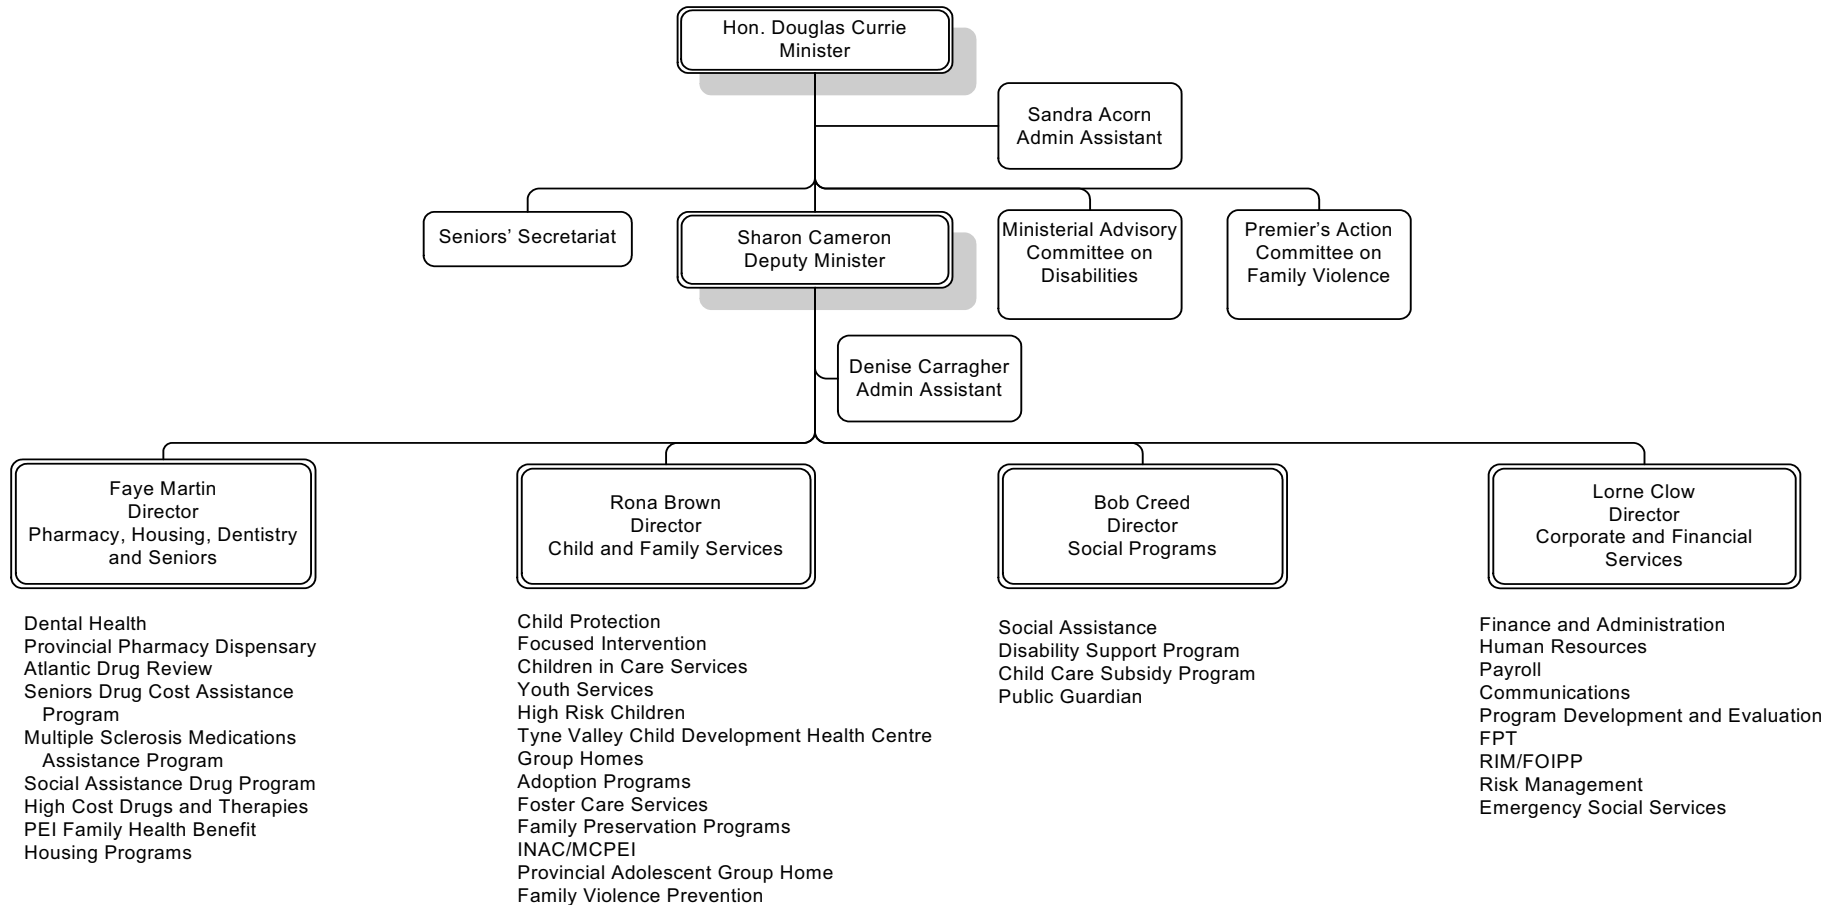 Hon. Douglas Currie
Minister
Sandra Acorn
Admin Assistant
Seniors’ Secretariat
Sharon Cameron
Deputy Minister
Ministerial Advisory
Committee on
Disabilities
Premier’s Action
Committee on
Family Violence
Denise Carragher
Admin Assistant
Faye Martin
Director
Pharmacy, Housing, Dentistry
and Seniors
Rona Brown
Director
Child and Family Services
Bob Creed
Director
Social Programs
Lorne Clow
Director
Corporate and Financial
Services
Dental Health
Provincial Pharmacy Dispensary
Atlantic Drug Review
Seniors Drug Cost Assistance
Program
Multiple Sclerosis Medications
Assistance Program
Social Assistance Drug Program
High Cost Drugs and Therapies
PEI Family Health Benefit
Housing Programs
Child Protection
Focused Intervention
Children in Care Services
Youth Services
High Risk Children
Tyne Valley Child Development Health Centre
Group Homes
Adoption Programs
Foster Care Services
Family Preservation Programs
INAC/MCPEI
Provincial Adolescent Group Home
Family Violence Prevention
Social Assistance
Disability Support Program
Child Care Subsidy Program
Public Guardian
Finance and Administration
Human Resources
Payroll
Communications
Program Development and Evaluation
FPT
RIM/FOIPP
Risk Management
Emergency Social Services